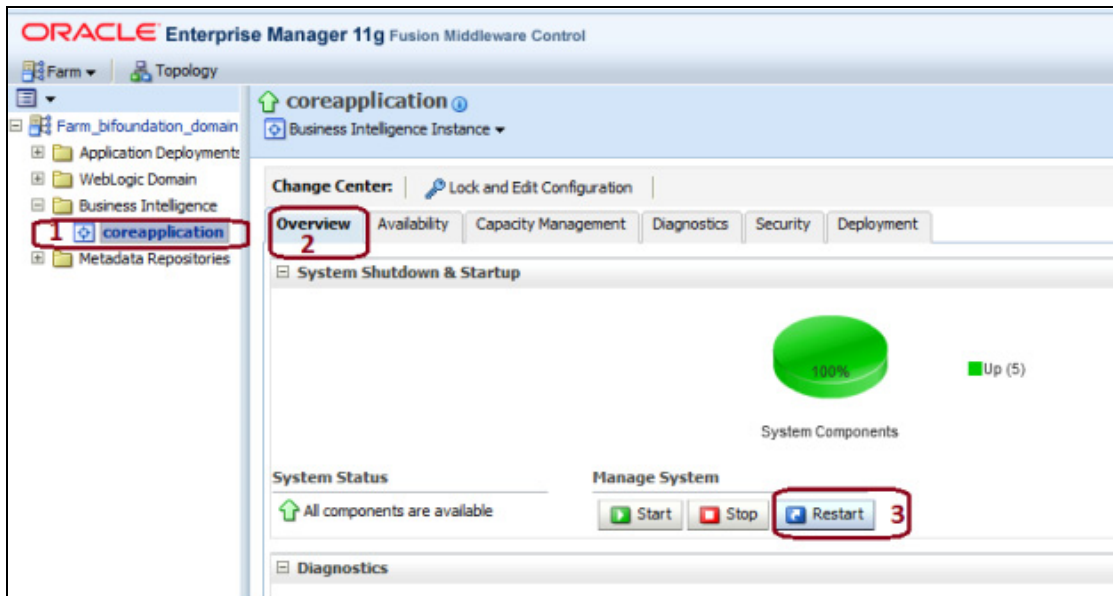 ORACLE Enterprise Manager 11g Fusion Middleware Control
Farm Topology
Farm_bifoundation_domain
Application Deployments
WebLogic Domain
Business Intelligence
1 coreapplication
Metadata Repositories
coreapplication
Business Intelligence Instance
Change Center: Lock and Edit Configuration
Overview Availability Capacity Management Diagnostics Security Deployment
2
System Shutdown & Startup
100%
Up (5)
System Components
System Status
All components are available
Manage System
Start Stop Restart 3
Diagnostics